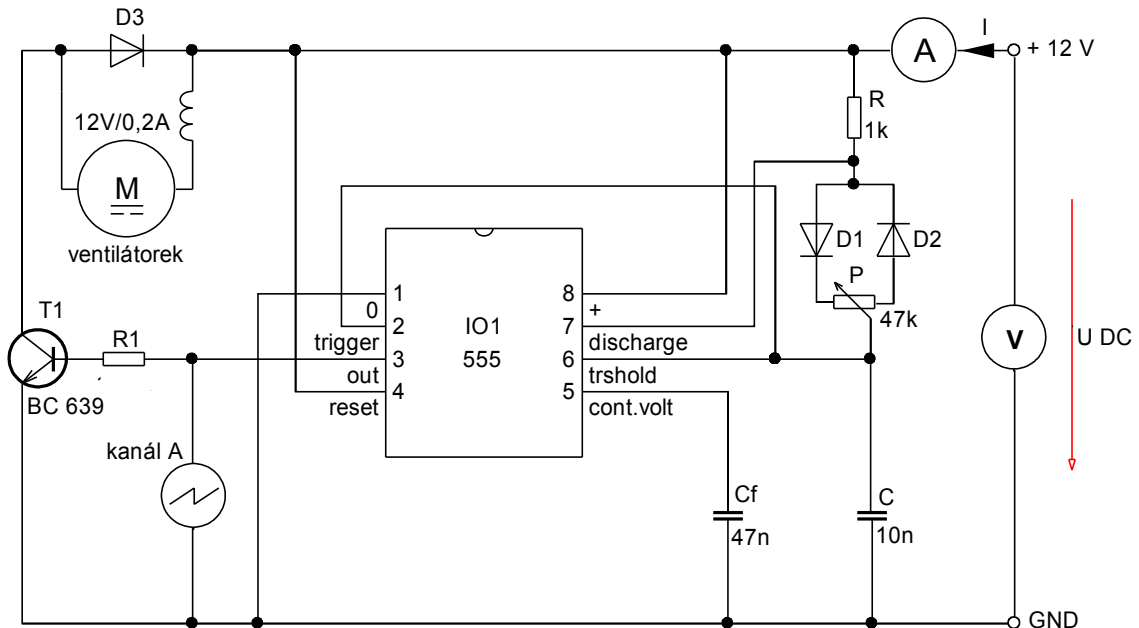 D3
I
A
+ 12 V
R
1k
12V/0,2A
M
ventilátorek
D1
D2
P
47k
T1
R1
BC 639
kanál A
1
0
2
trigger
3
out
4
reset
IO1
555
8
+
7
discharge
6
trshold
5
cont.volt
V
U DC
Cf
47n
C
10n
GND